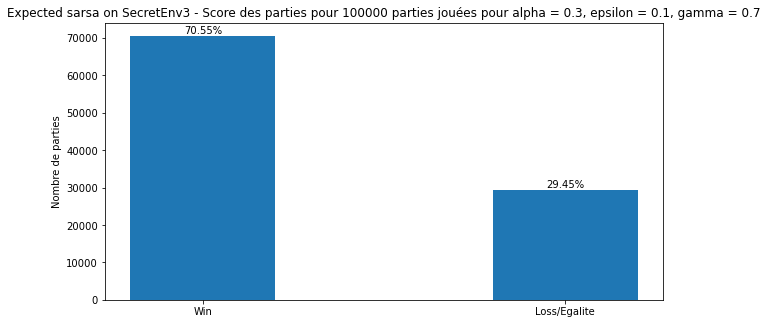 Expected sarsa on SecretEnv3 - Score des parties pour 100000 parties jouées pour alpha = 0.3, epsilon = 0.1, gamma = 0.7
Nombre de parties
70000
60000
50000
40000
30000
20000
10000
0
70.55%
29.45%
Win
Loss/Egalite